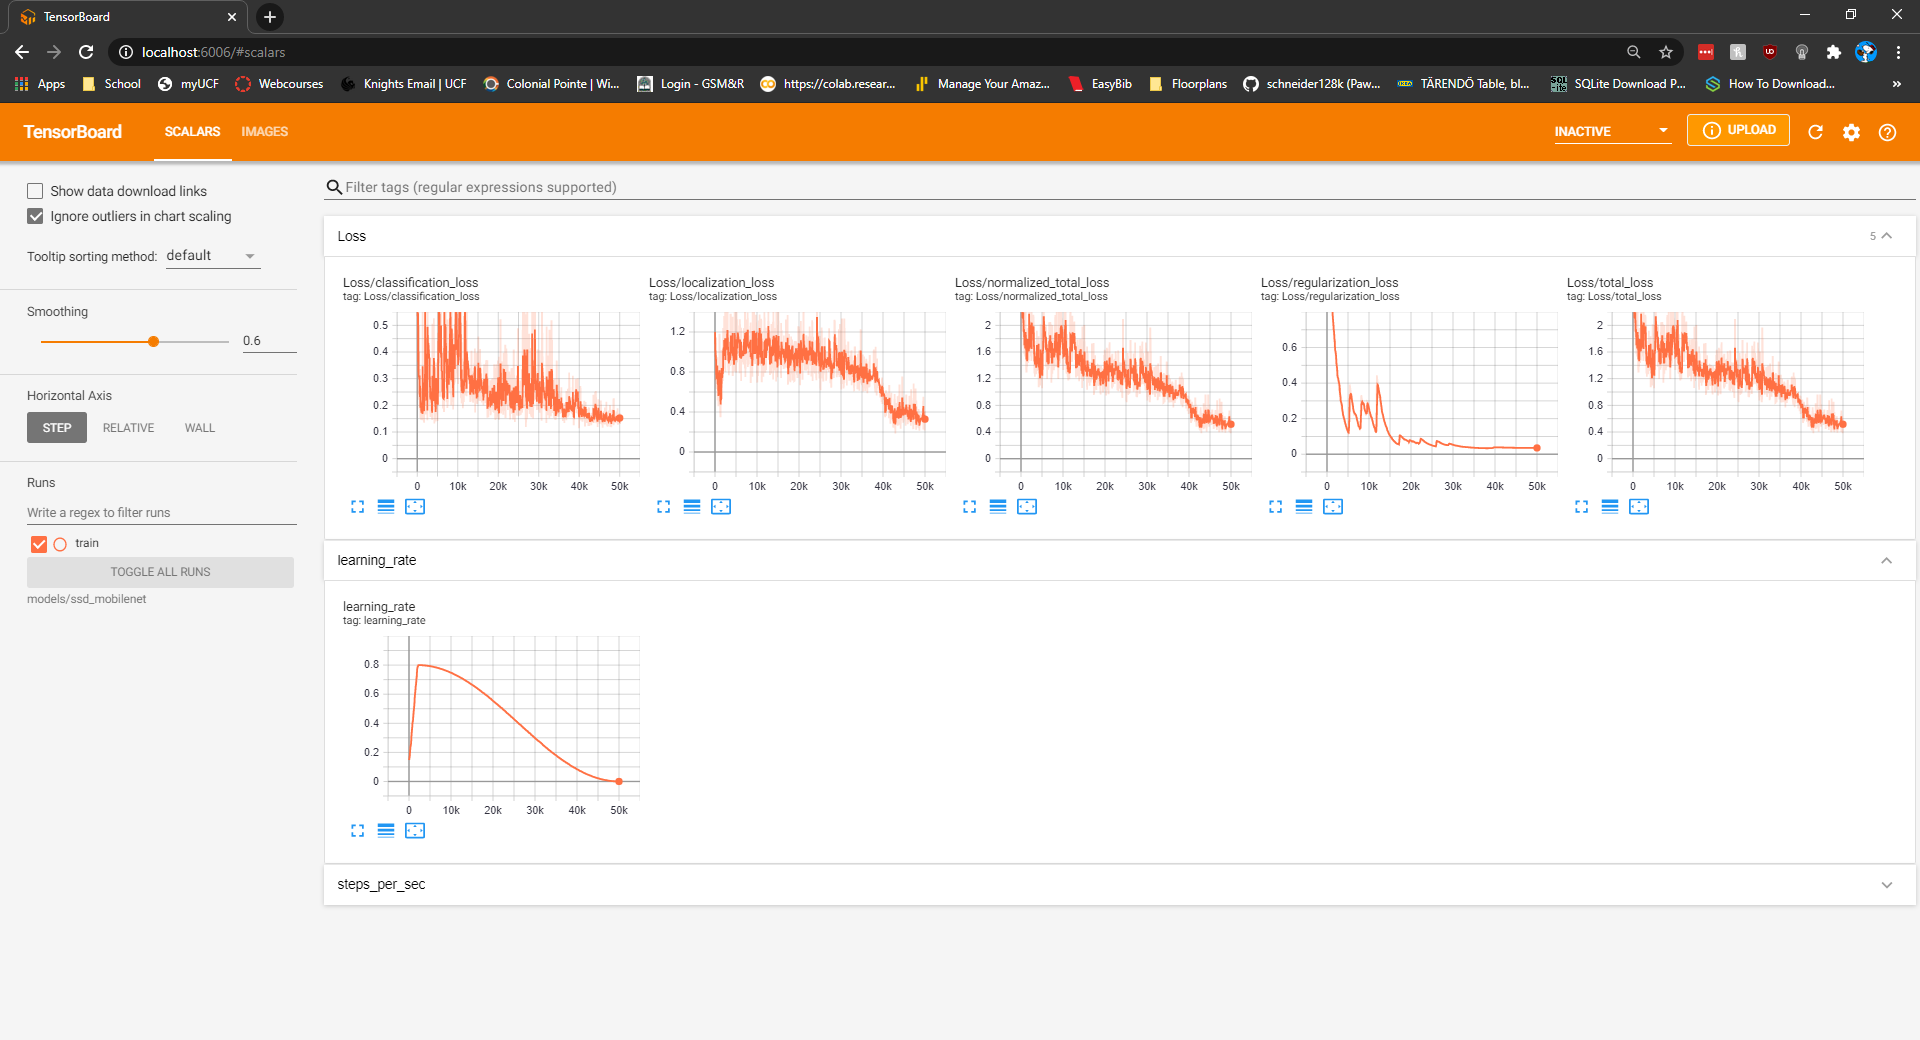 TensorBoard
localhost:6006/#scalars
Apps School myUCF Webcourses Knights Email | UCF Colonial Pointe | Wi... Login - GSM&R https://colab.resear... Manage Your Amaz... EasyBib Floorplans schneider128k (Paw... TÄRENDÖ Table, bl... SQLite Download P... How To Download... »
TensorBoard SCALARS IMAGES INACTIVE UPLOAD
Show data download links
Ignore outliers in chart scaling
Tooltip sorting method: default
Smoothing
0.6
Horizontal Axis
STEP RELATIVE WALL
Runs
Write a regex to filter runs
train
TOGGLE ALL RUNS
models/ssd_mobilenet
Filter tags (regular expressions supported)
Loss 5
Loss/classification_loss
tag: Loss/classification_loss
0.5
0.4
0.3
0.2
0.1
0
0 10k 20k 30k 40k 50k
Loss/localization_loss
tag: Loss/localization_loss
1.2
0.8
0.4
0
0 10k 20k 30k 40k 50k
Loss/normalized_total_loss
tag: Loss/normalized_total_loss
2
1.6
1.2
0.8
0.4
0
0 10k 20k 30k 40k 50k
Loss/regularization_loss
tag: Loss/regularization_loss
0.6
0.4
0.2
0
0 10k 20k 30k 40k 50k
Loss/total_loss
tag: Loss/total_loss
2
1.6
1.2
0.8
0.4
0
0 10k 20k 30k 40k 50k
learning_rate
learning_rate
tag: learning_rate
0.8
0.6
0.4
0.2
0
0 10k 20k 30k 40k 50k
steps_per_sec